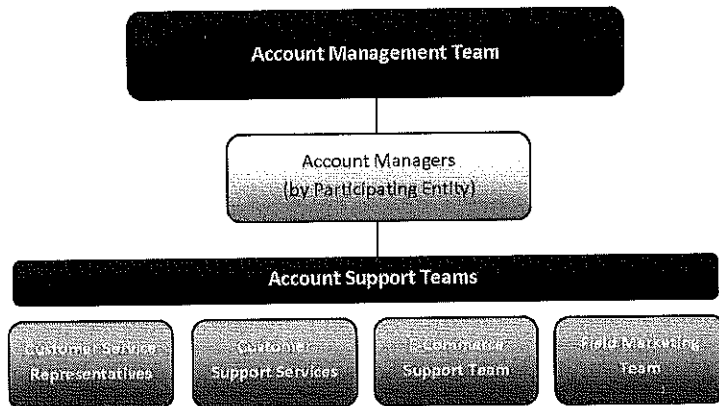 Account Management Team
Account Managers
(by Participating Entity)
Account Support Teams
Customer Service
Representatives
Customer
Support Services
E-Commerce
Support Team
Field Marketing
Team